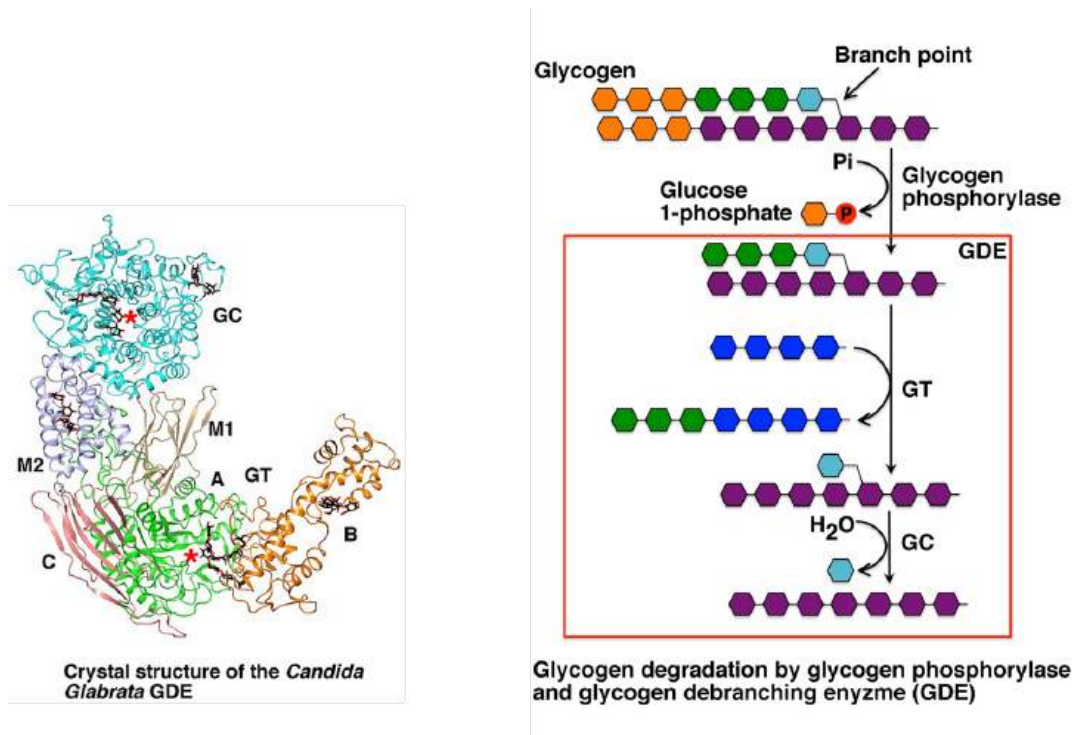 GC
M1
M2
A
GT
B
C
Crystal structure of the Candida
Glabrata GDE
Branch point
Glycogen
Pi
Glycogen
phosphorylase
Glucose
1-phosphate
P
GDE
GT
H2O
GC
Glycogen degradation by glycogen phosphorylase
and glycogen debranching enyzme (GDE)